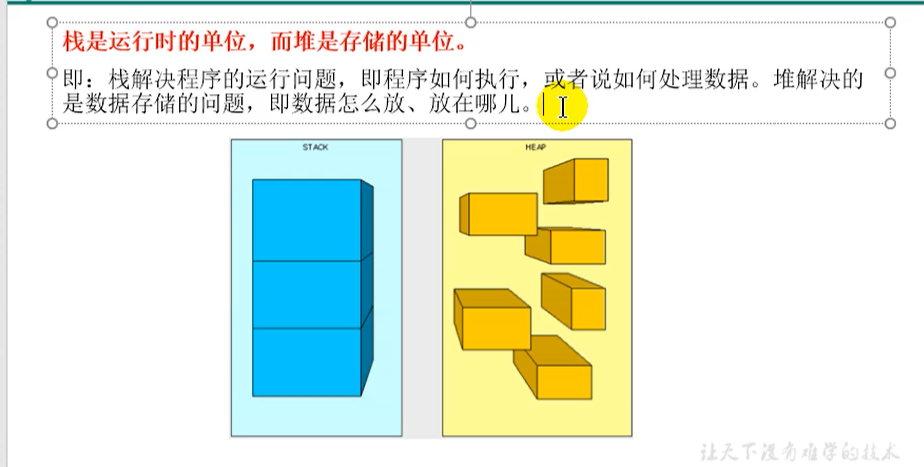 栈是运行时的单位，而堆是存储的单位。
即：栈解决程序的运行问题，即程序如何执行，或者说如何处理数据。堆解决的
是数据存储的问题，即数据怎么放、放在哪儿。
STACK
HEAP
让天下没有难学的技术